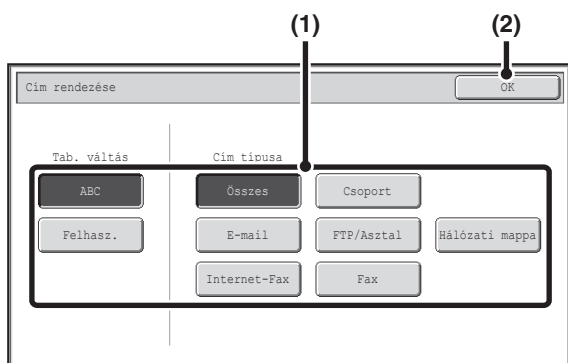 (1) (2)
Cím rendezése OK
Tab. váltás Cím típusa
ABC Összes Csoport
Felhasz. E-mail FTP/Asztal Hálózati mappa
Internet-Fax Fax